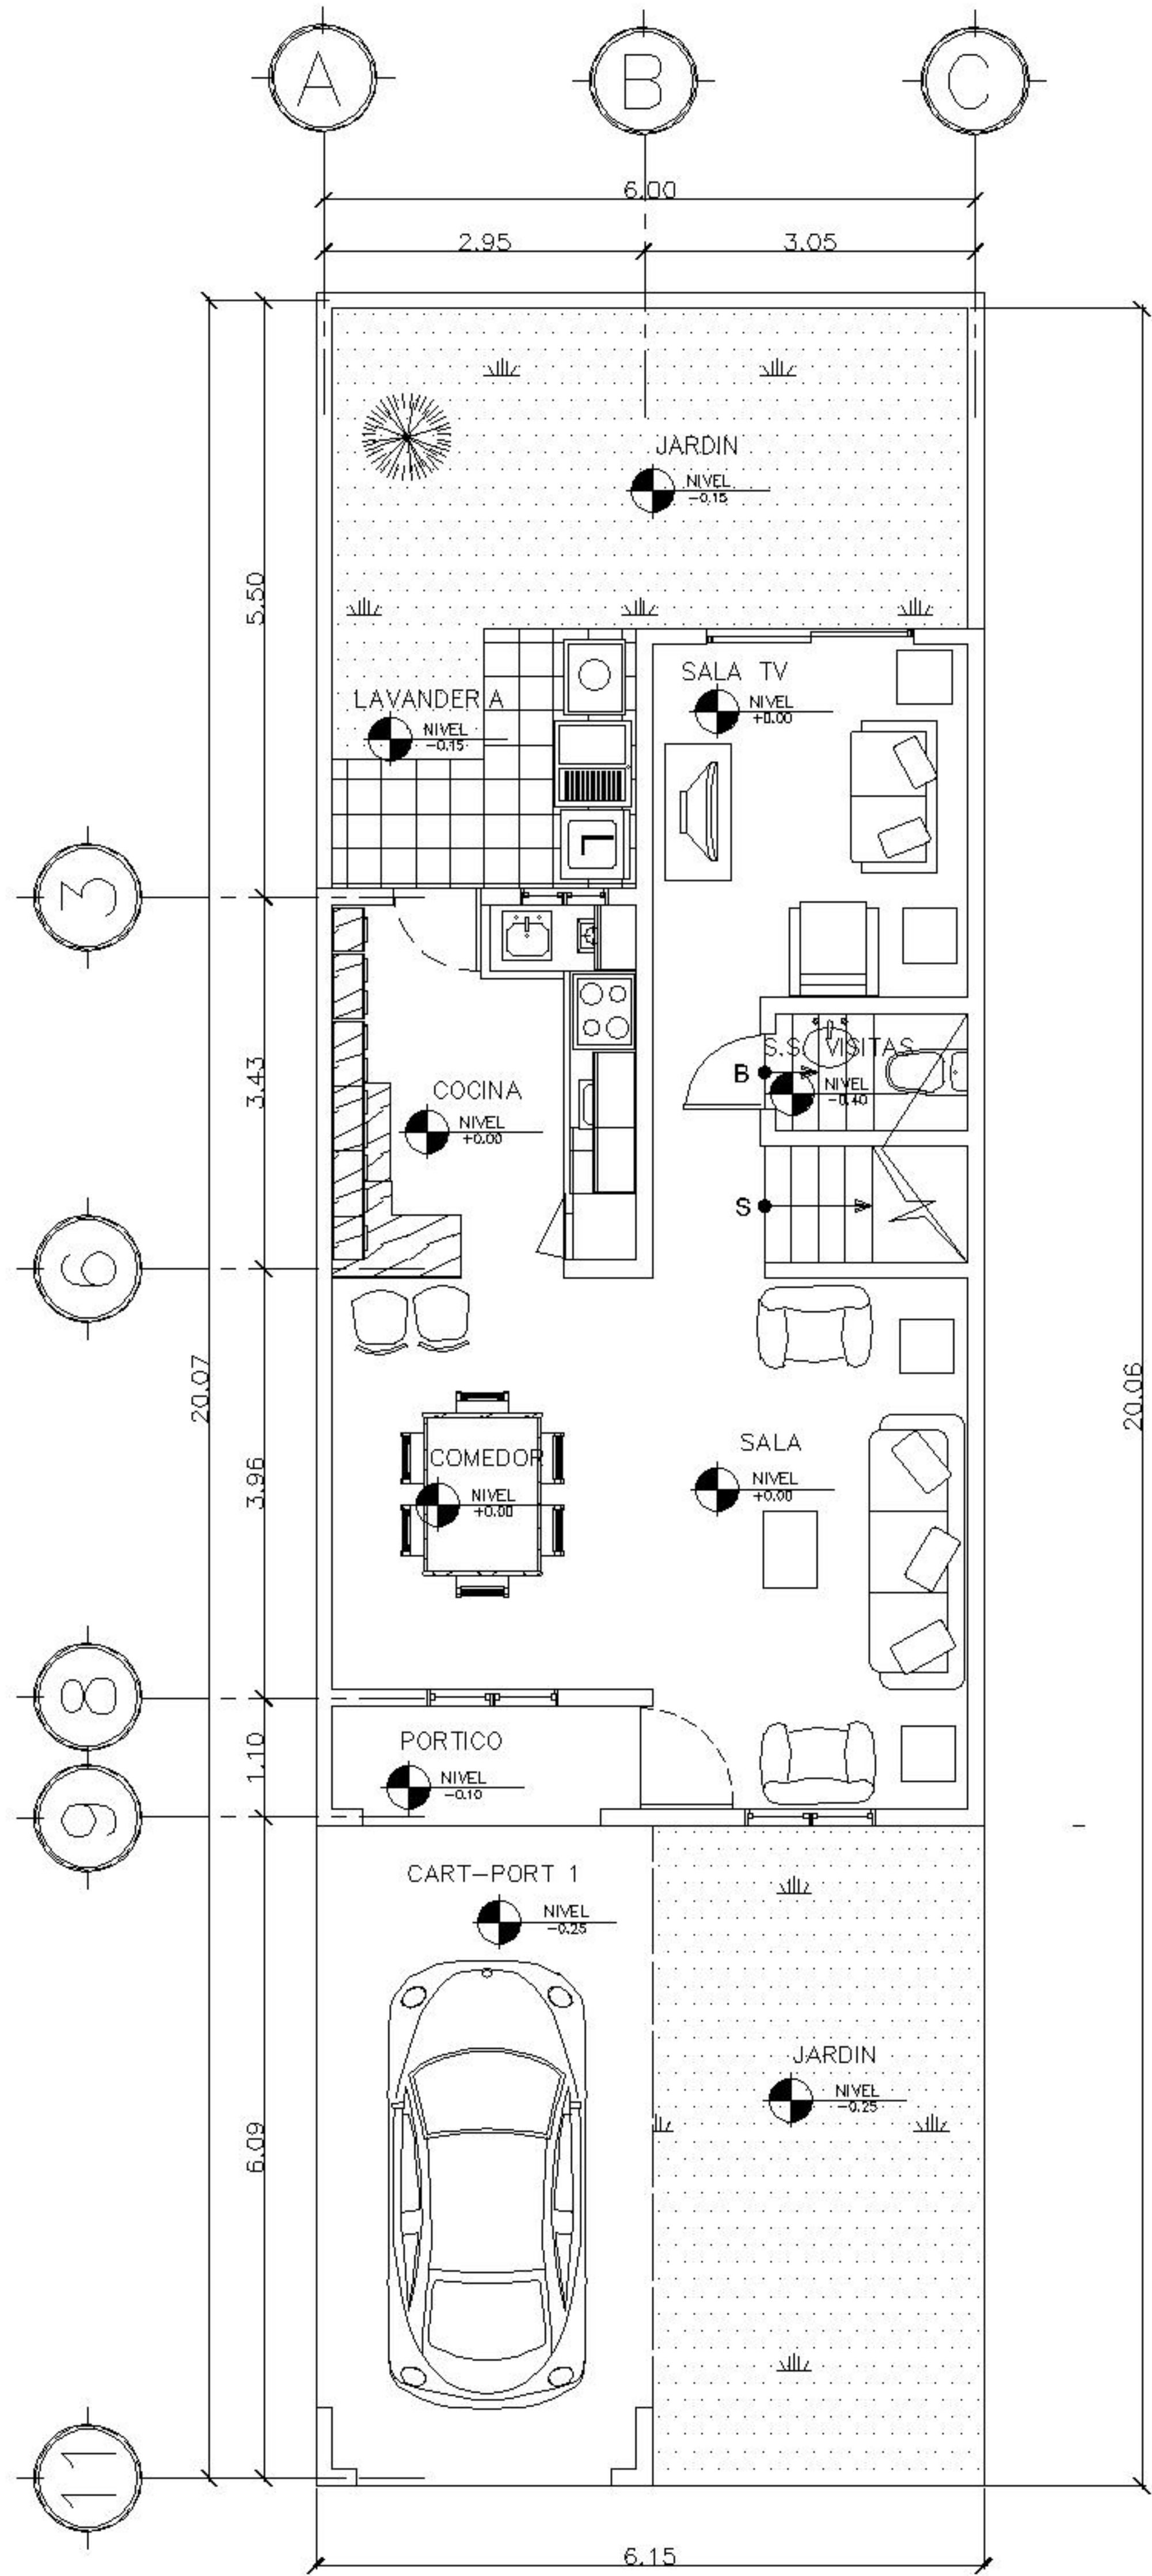 A
B
C
6.00
2.95
3.05
JARDIN
NIVEL
-0.15
5.50
SALA TV
NIVEL
+0.00
LAVANDER A
NIVEL
-0.15
L
3
S.S. VISITAS
B
NIVEL
-0.40
3.43
COCINA
NIVEL
+0.00
S
6
20.07
20.06
3.96
SALA
COMEDOR
NIVEL
+0.00
NIVEL
+0.00
8
1.10
PORTICO
NIVEL
-0.10
9
CART-PORT 1
NIVEL
-0.25
JARDIN
NIVEL
-0.25
6.09
11
6.15